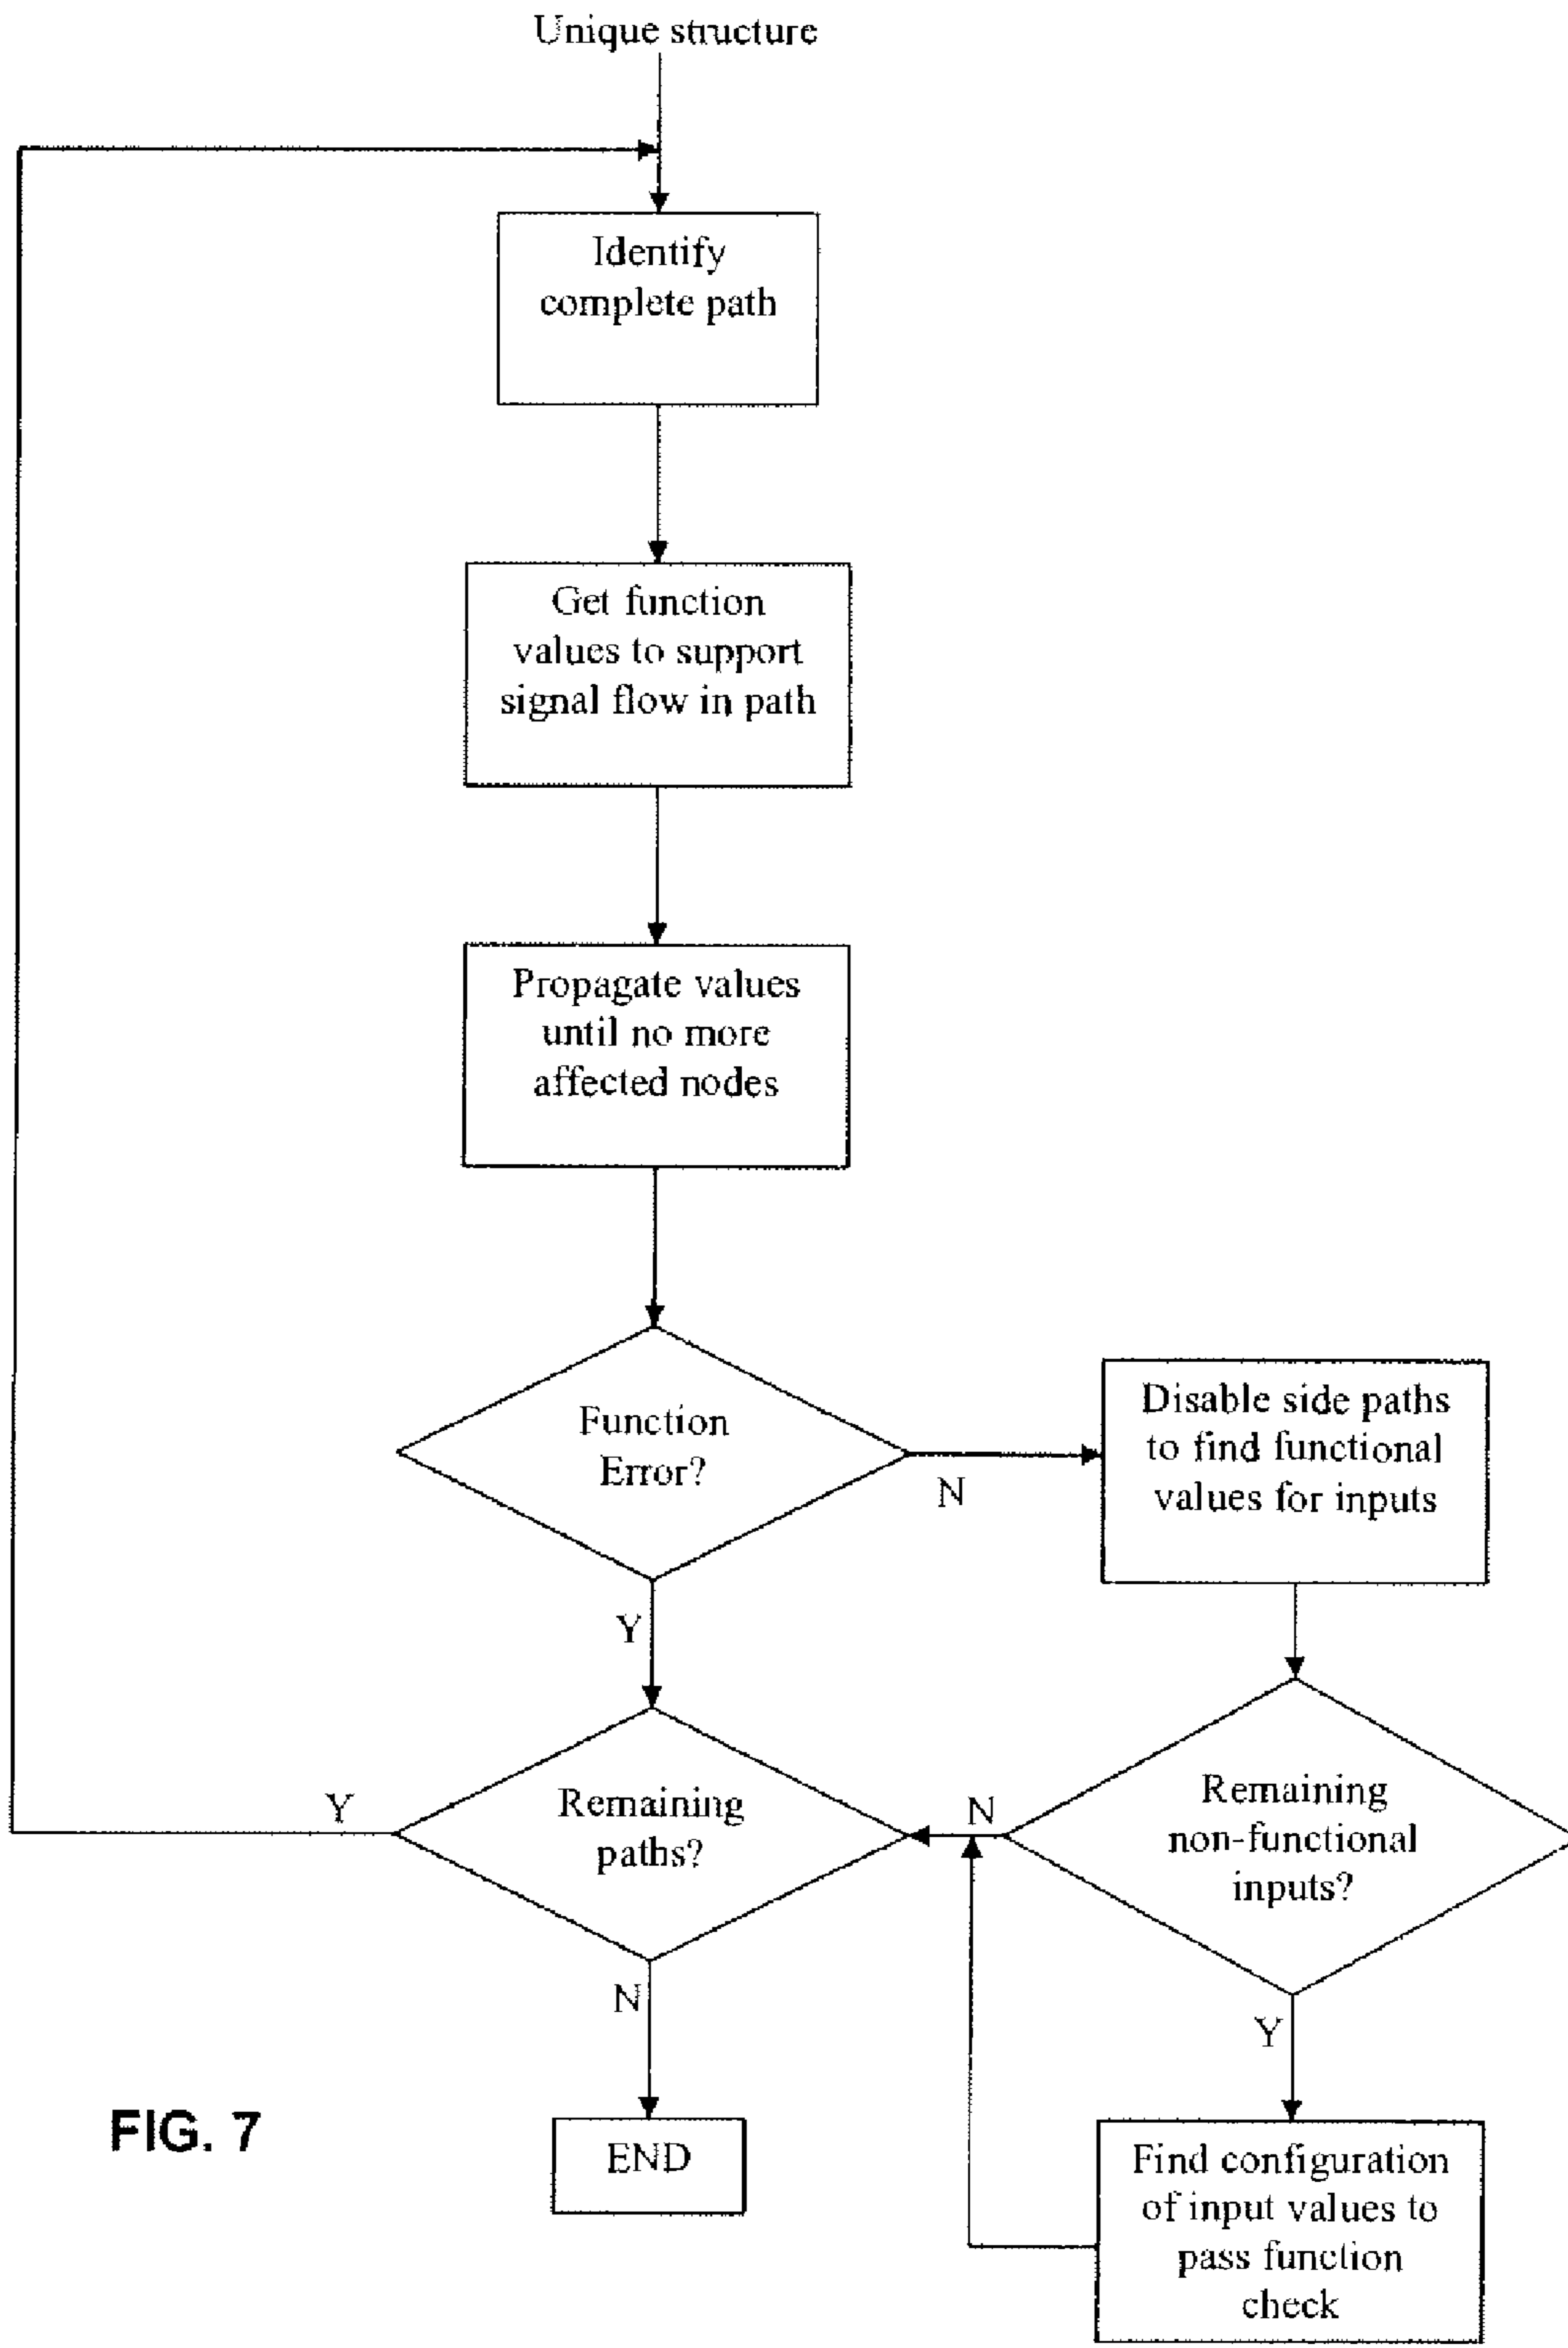 Unique structure
Identify
complete path
Get function
values to support
signal flow in path
Propagate values
until no more
affected nodes
Function
Error?
N
Y
Disable side paths
to find functional
values for inputs
Remaining
paths?
Y
N
Remaining
non-functional
inputs?
N
Y
END
Find configuration
of input values to
pass function
check
FIG. 7